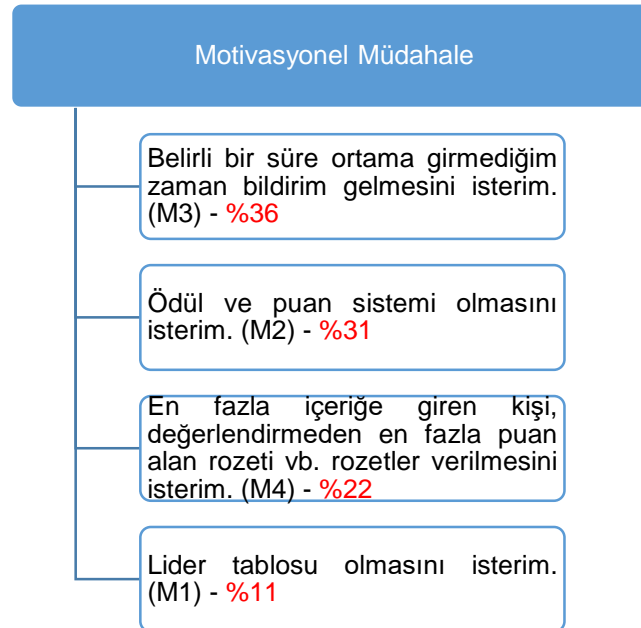 Motivasyonel Müdahale
Belirli bir süre ortama girmediğim
zaman bildirim gelmesini isterim.
(M3) - %36
Ödül ve puan sistemi olmasını
isterim. (M2) - %31
En fazla içeriğe giren kişi,
değerlendirmeden en fazla puan
alan rozeti vb. rozetler verilmesini
isterim. (M4) - %22
Lider tablosu olmasını isterim.
(M1) - %11